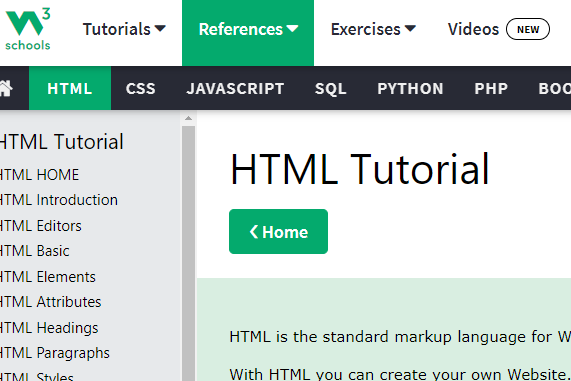 W3
schools
Tutorials References Exercises Videos NEW
HTML CSS JAVASCRIPT SQL PYTHON PHP BOO
HTML Tutorial
HTML HOME
HTML Introduction
HTML Editors
HTML Basic
HTML Elements
HTML Attributes
HTML Headings
HTML Paragraphs
HTML Styles
HTML Tutorial
❮ Home
HTML is the standard markup language for W
With HTML you can create your own Website.